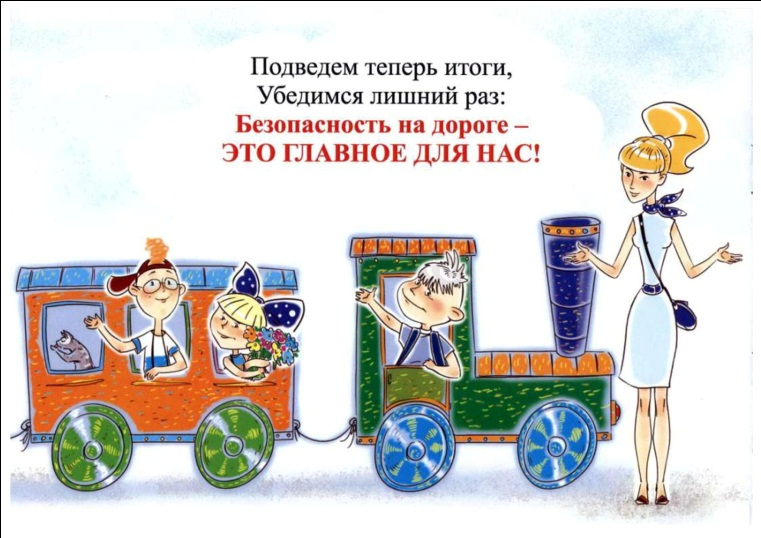 Подведем теперь итоги,
Убедимся лишний раз:
Безопасность на дороге –
ЭТО ГЛАВНОЕ ДЛЯ НАС!